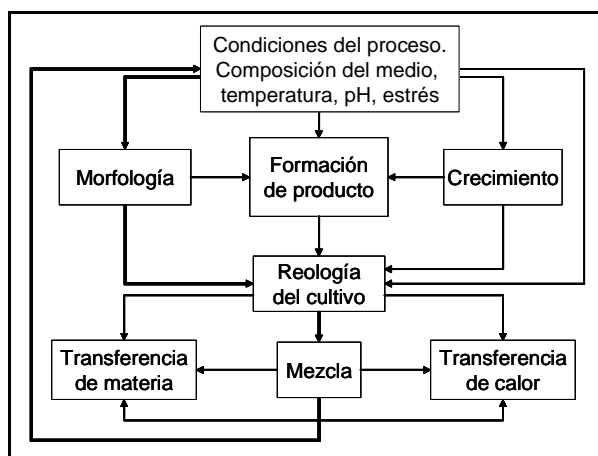 Condiciones del proceso.
Composición del medio,
temperatura, pH, estrés
Morfología
Formación
de producto
Crecimiento
Reología
del cultivo
Transferencia
de materia
Mezcla
Transferencia
de calor